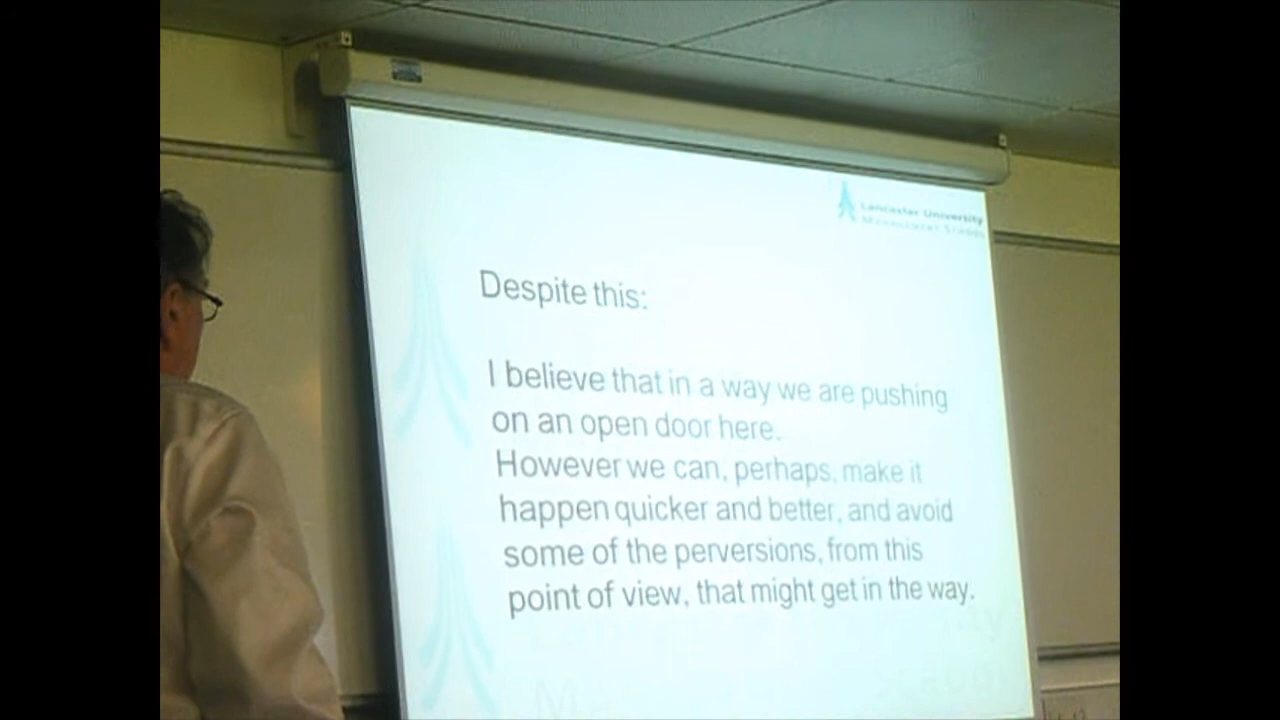 Lancaster University
Management School
Despite this:
I believe that in a way we are pushing
on an open door here.
However we can, perhaps, make it
happen quicker and better, and avoid
some of the perversions, from this
point of view, that might get in the way.